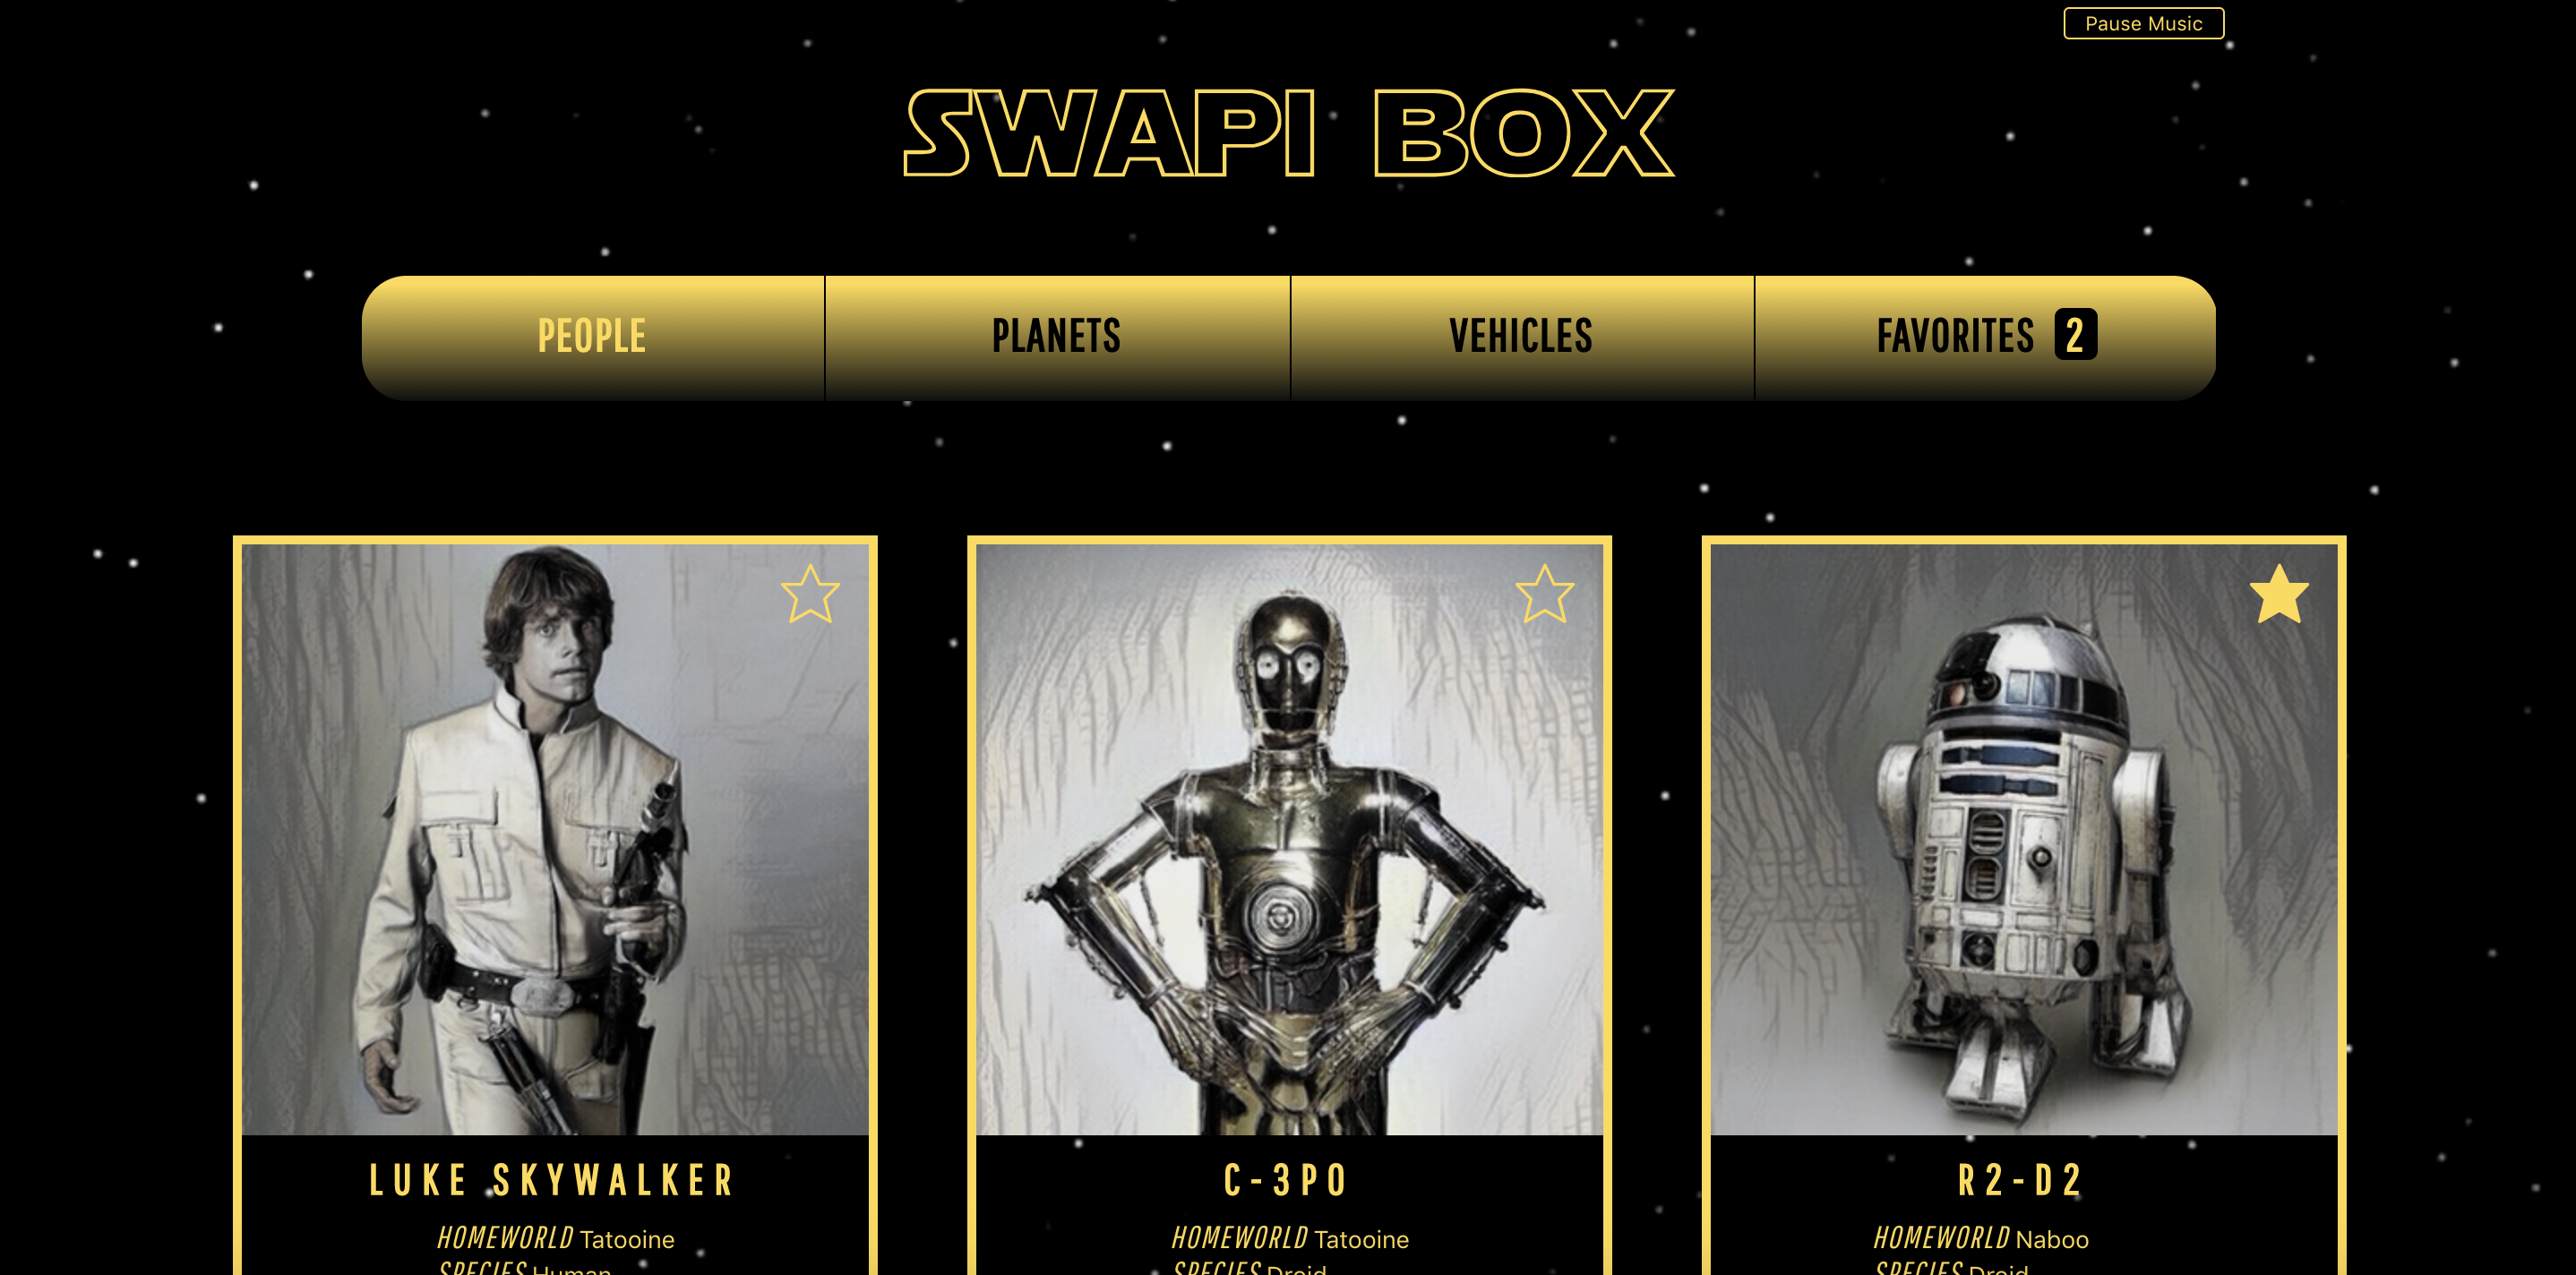 Pause Music
SWAPI BOX
PEOPLE
PLANETS
VEHICLES
FAVORITES 2
LUKE SKYWALKER
HOMEWORLD Tatooine
SPECIES Human
C-3PO
HOMEWORLD Tatooine
SPECIES Droid
R2-D2
HOMEWORLD Naboo
SPECIES Droid